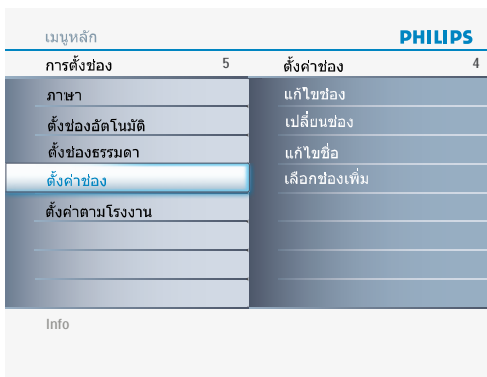 เมนูหลัก PHILIPS
การตั้งช่อง 5 ตั้งค่าช่อง 4
ภาษา แก้ไขช่อง
ตั้งช่องอัตโนมัติ เปลี่ยนช่อง
ตั้งช่องธรรมดา แก้ไขชื่อ
ตั้งค่าช่อง เลือกช่องเพิ่ม
ตั้งค่าตามโรงงาน
Info